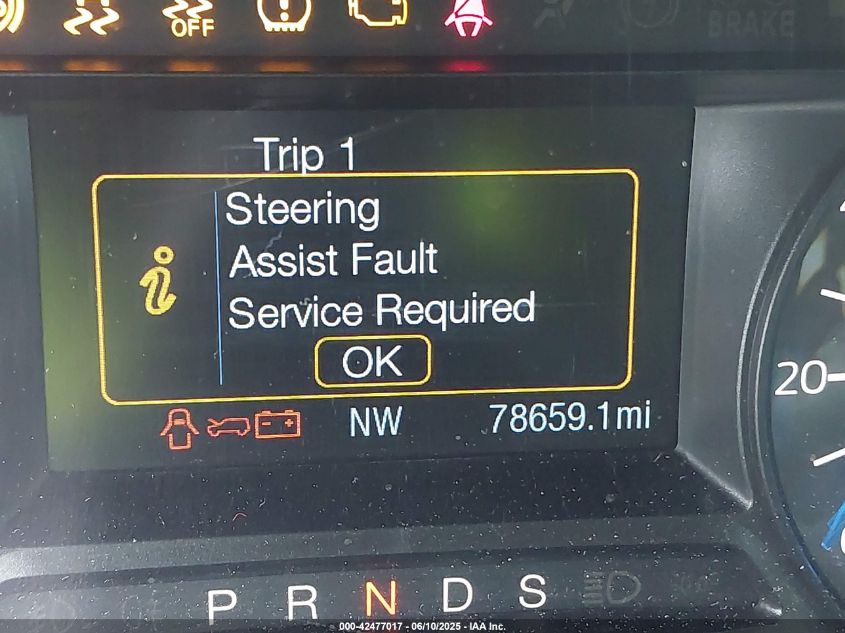 OFF
BRAKE
Trip 1
Steering
Assist Fault
Service Required
OK
NW
78659.1mi
20
P R N D S
000-42477017 - 06/10/2025 - IAA Inc.